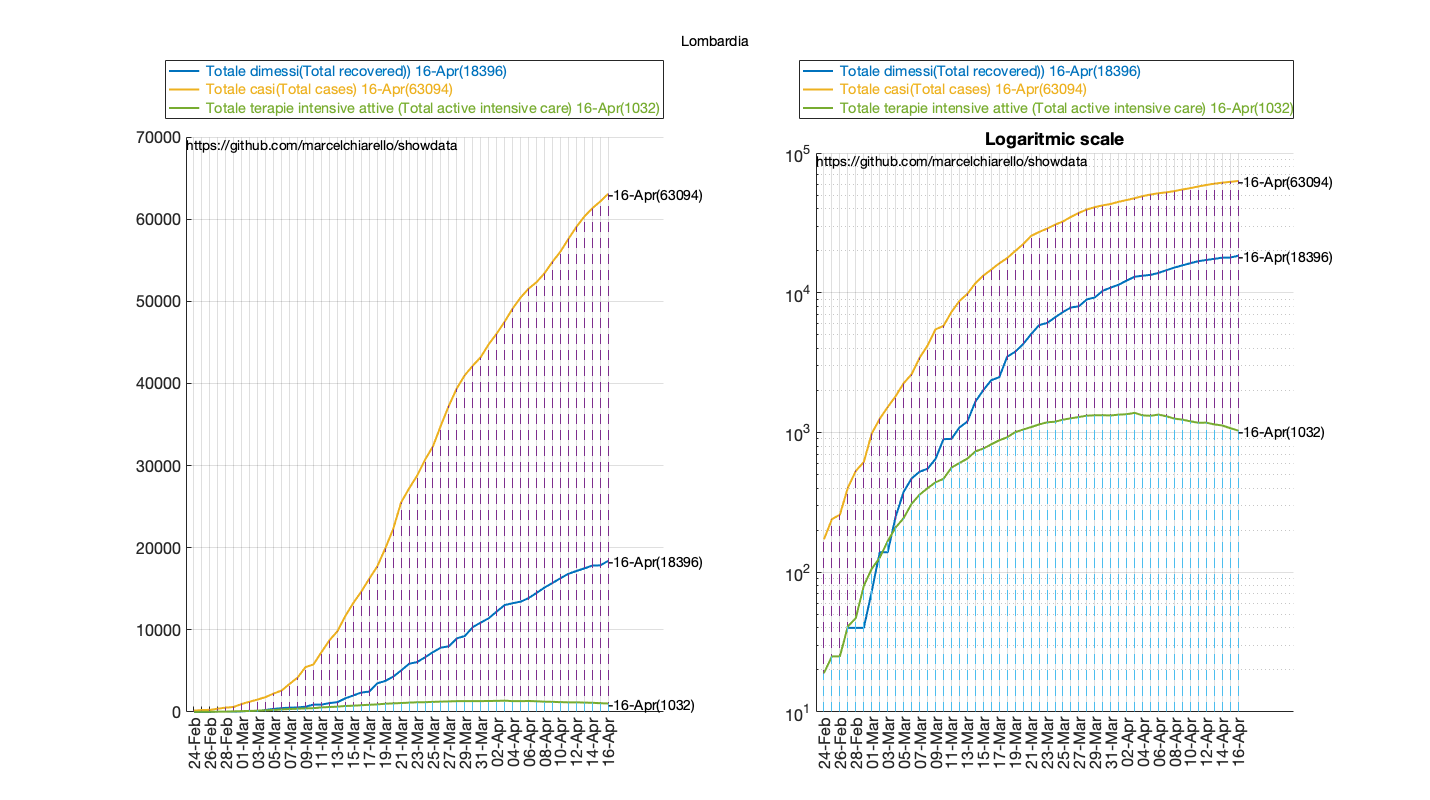 Lombardia
Totale dimessi(Total recovered)) 16-Apr(18396)
Totale casi(Total cases) 16-Apr(63094)
Totale terapie intensive attive (Total active intensive care) 16-Apr(1032)
70000
https://github.com/marcelchiarello/showdata
60000
50000
40000
30000
20000
10000
0
16-Apr(63094)
16-Apr(18396)
16-Apr(1032)
24-Feb
26-Feb
28-Feb
01-Mar
03-Mar
05-Mar
07-Mar
09-Mar
11-Mar
13-Mar
15-Mar
17-Mar
19-Mar
21-Mar
23-Mar
25-Mar
27-Mar
29-Mar
31-Mar
02-Apr
04-Apr
06-Apr
08-Apr
10-Apr
12-Apr
14-Apr
16-Apr
Totale dimessi(Total recovered)) 16-Apr(18396)
Totale casi(Total cases) 16-Apr(63094)
Totale terapie intensive attive (Total active intensive care) 16-Apr(1032)
Logaritmic scale
10^5
https://github.com/marcelchiarello/showdata
10^4
10^3
10^2
10^1
16-Apr(63094)
16-Apr(18396)
16-Apr(1032)
24-Feb
26-Feb
28-Feb
01-Mar
03-Mar
05-Mar
07-Mar
09-Mar
11-Mar
13-Mar
15-Mar
17-Mar
19-Mar
21-Mar
23-Mar
25-Mar
27-Mar
29-Mar
31-Mar
02-Apr
04-Apr
06-Apr
08-Apr
10-Apr
12-Apr
14-Apr
16-Apr